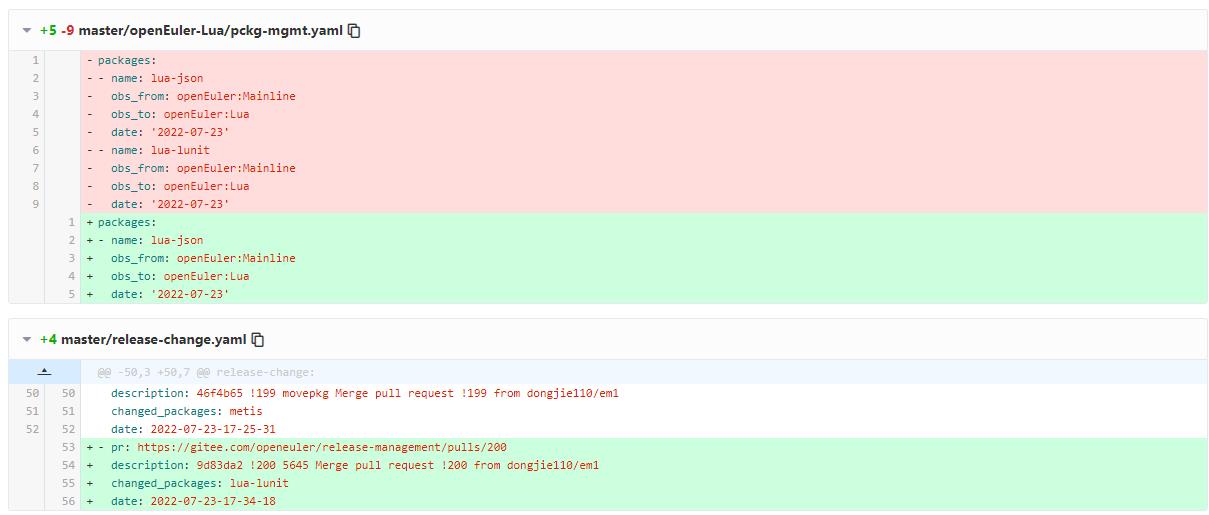 +5 -9 master/openEuler-Lua/pckg-mgmt.yaml
1 - packages:
2 - - name: lua-json
3 -   obs_from: openEuler:Mainline
4 -   obs_to: openEuler:Lua
5 -   date: '2022-07-23'
6 - - name: lua-lunit
7 -   obs_from: openEuler:Mainline
8 -   obs_to: openEuler:Lua
9 -   date: '2022-07-23'
1 + packages:
2 + - name: lua-json
3 +   obs_from: openEuler:Mainline
4 +   obs_to: openEuler:Lua
5 +   date: '2022-07-23'
+4 master/release-change.yaml
@@ -50,3 +50,7 @@ release-change:
50 50   description: 46f4b65 !199 movepkg Merge pull request !199 from dongjie110/em1
51 51   changed_packages: metis
52 52   date: 2022-07-23-17-25-31
53 + - pr: https://gitee.com/openeuler/release-management/pulls/200
54 +   description: 9d83da2 !200 5645 Merge pull request !200 from dongjie110/em1
55 +   changed_packages: lua-lunit
56 +   date: 2022-07-23-17-34-18